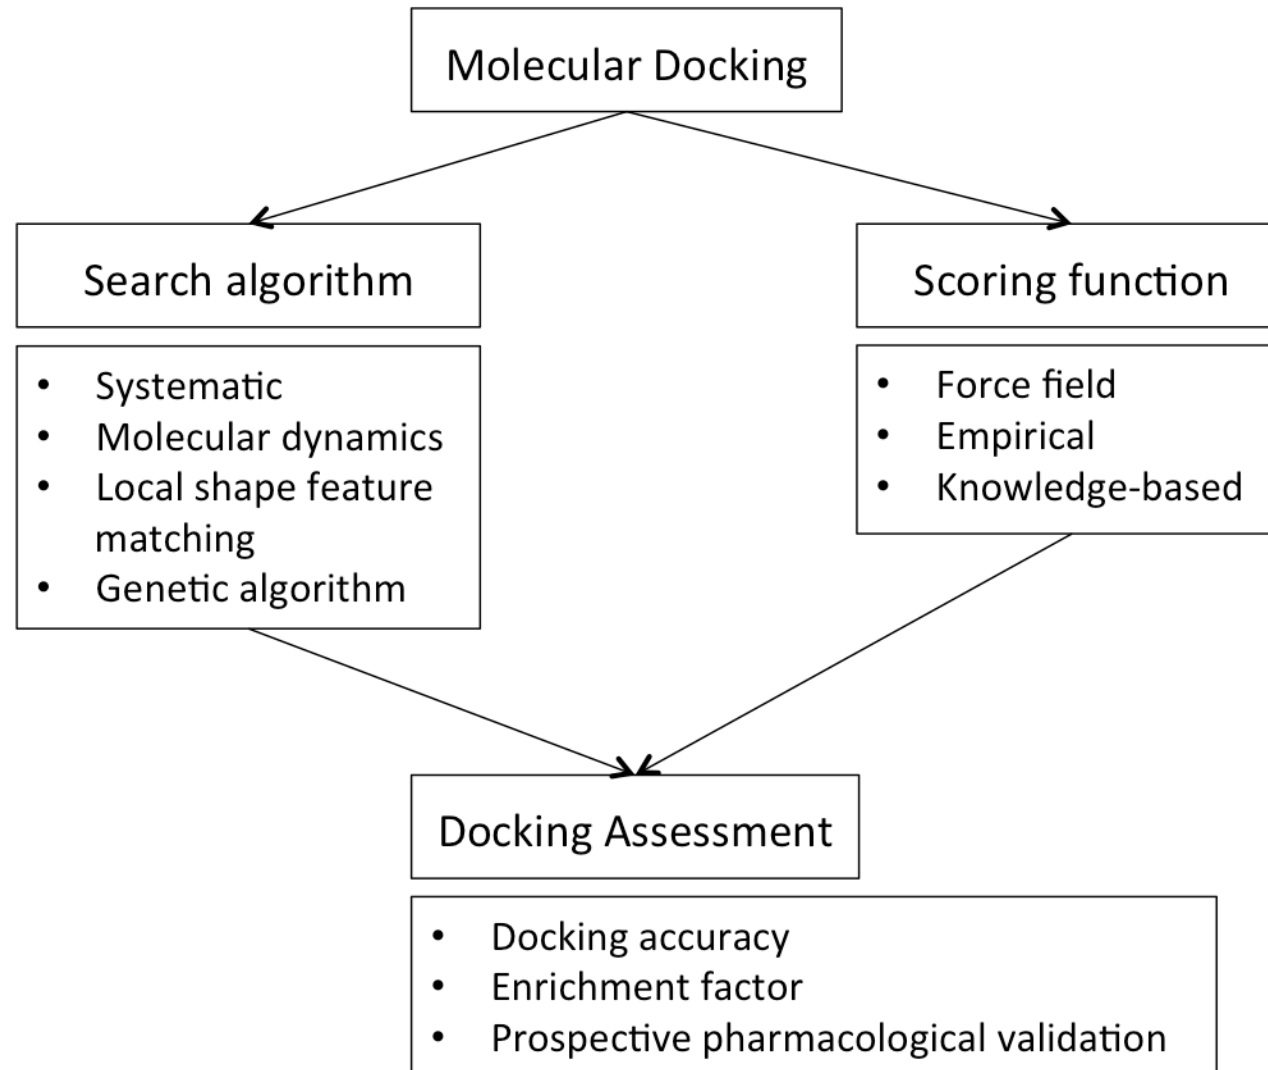 Molecular Docking
Search algorithm
• Systematic
• Molecular dynamics
• Local shape feature
matching
• Genetic algorithm
Scoring function
• Force field
• Empirical
• Knowledge-based
Docking Assessment
• Docking accuracy
• Enrichment factor
• Prospective pharmacological validation